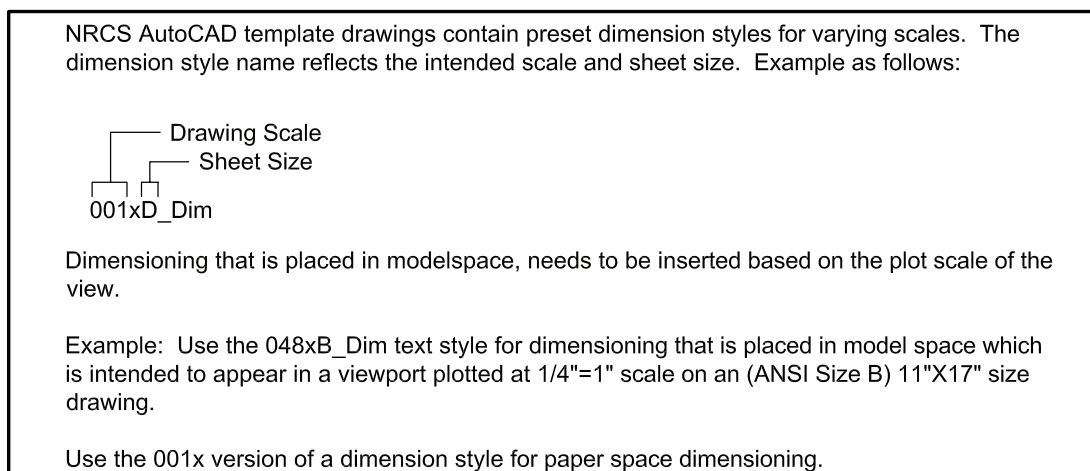 NRCS AutoCAD template drawings contain preset dimension styles for varying scales.  The
dimension style name reflects the intended scale and sheet size.  Example as follows:
Drawing Scale
Sheet Size
001xD_Dim
Dimensioning that is placed in modelspace, needs to be inserted based on the plot scale of the
view.
Example:  Use the 048xB_Dim text style for dimensioning that is placed in model space which
is intended to appear in a viewport plotted at 1/4"=1" scale on an (ANSI Size B) 11"X17" size
drawing.
Use the 001x version of a dimension style for paper space dimensioning.